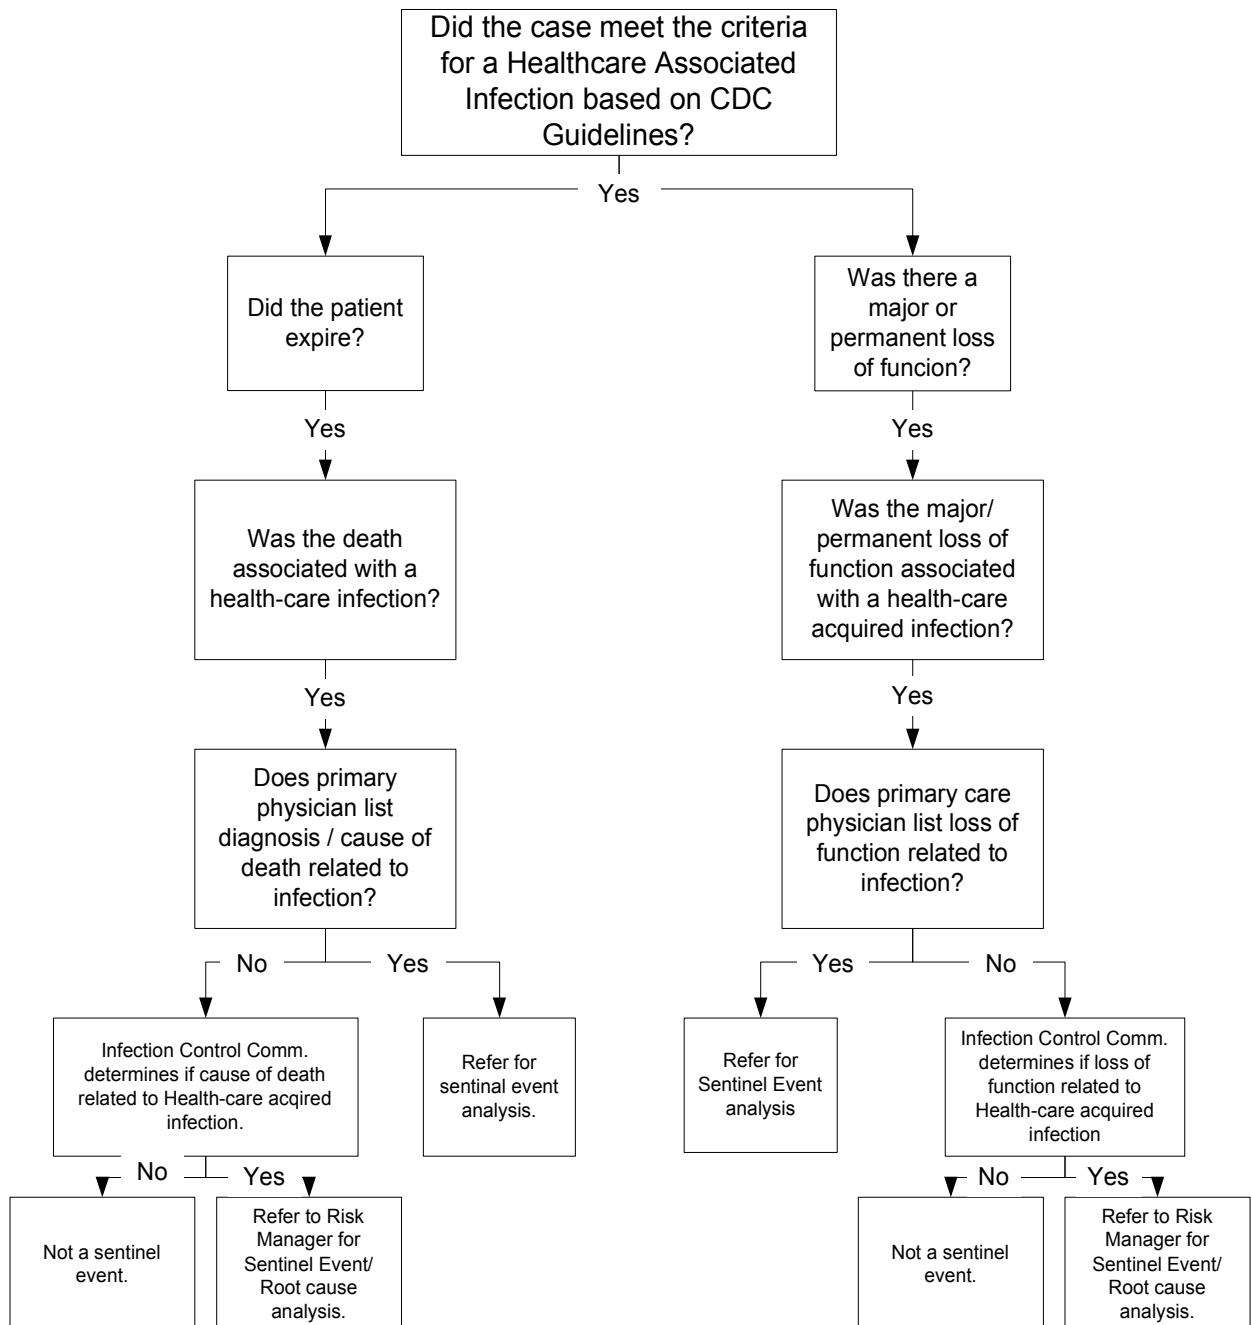 Did the case meet the criteria
for a Healthcare Associated
Infection based on CDC
Guidelines?
Yes
Did the patient
expire?
Was there a
major or
permanent loss
of funcion?
Yes
Yes
Was the death
associated with a
health-care infection?
Was the major/
permanent loss of
function associated
with a health-care
acquired infection?
Yes
Yes
Does primary
physician list
diagnosis / cause of
death related to
infection?
Does primary care
physician list loss of
function related to
infection?
No
Yes
Yes
No
Infection Control Comm.
determines if cause of death
related to Health-care acqired
infection.
Refer for
sentinal event
analysis.
Refer for
Sentinel Event
analysis
Infection Control Comm.
determines if loss of
function related to
Health-care acquired
infection
No
Yes
No
Yes
Not a sentinel
event.
Refer to Risk
Manager for
Sentinel Event/
Root cause
analysis.
Not a sentinel
event.
Refer to Risk
Manager for
Sentinel Event/
Root cause
analysis.